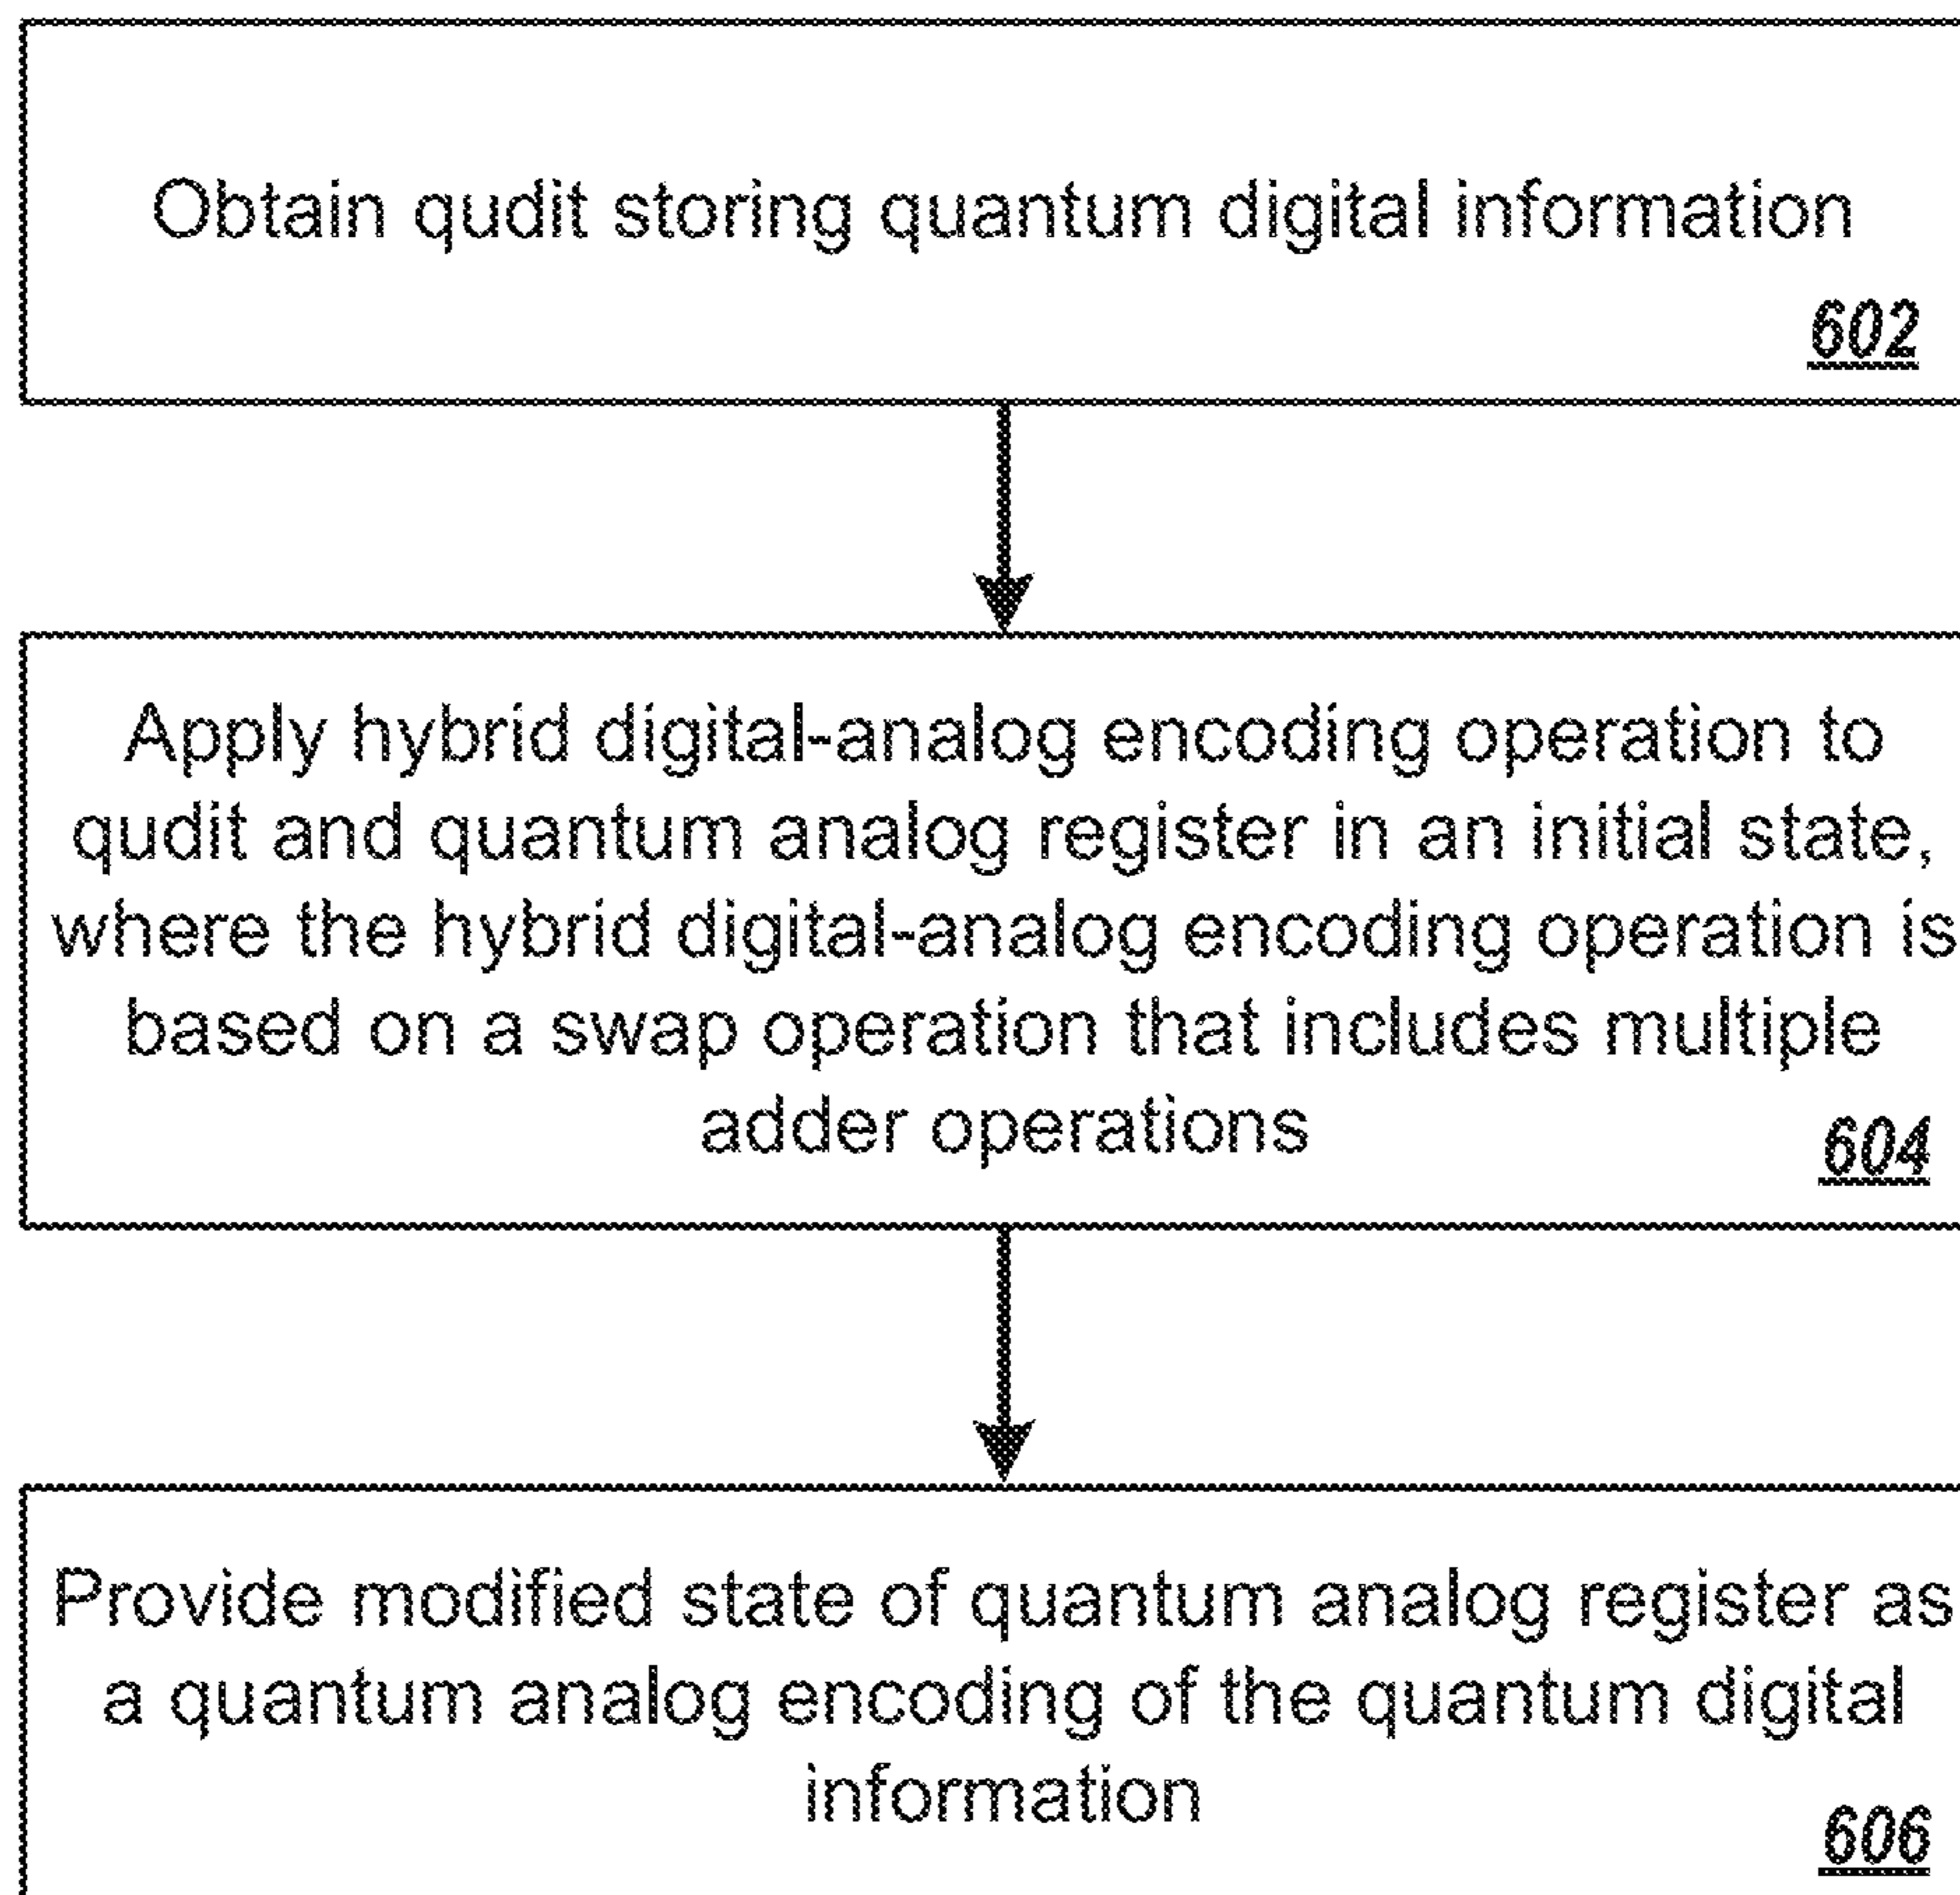 Obtain qudit storing quantum digital information
602
Apply hybrid digital-analog encoding operation to
qudit and quantum analog register in an initial state,
where the hybrid digital-analog encoding operation is
based on a swap operation that includes multiple
adder operations
604
Provide modified state of quantum analog register as
a quantum analog encoding of the quantum digital
information
606